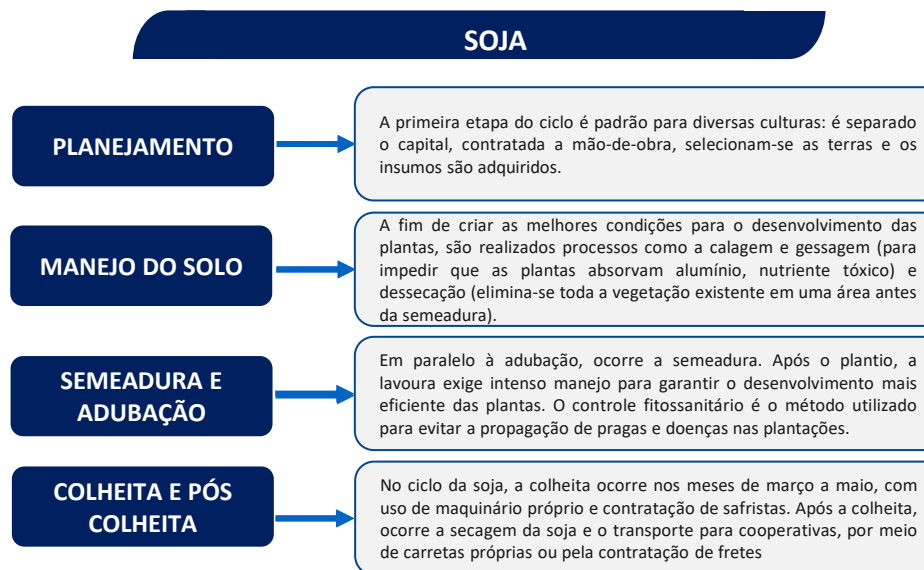 SOJA
PLANEJAMENTO
A primeira etapa do ciclo é padrão para diversas culturas: é separado
o capital, contratada a mão-de-obra, selecionam-se as terras e os
insumos são adquiridos.
MANEJO DO SOLO
A fim de criar as melhores condições para o desenvolvimento das
plantas, são realizados processos como a calagem e gessagem (para
impedir que as plantas absorvam alumínio, nutriente tóxico) e
dessecação (elimina-se toda a vegetação existente em uma área antes
da semeadura).
SEMEADURA E
ADUBAÇÃO
Em paralelo à adubação, ocorre a semeadura. Após o plantio, a
lavoura exige intenso manejo para garantir o desenvolvimento mais
eficiente das plantas. O controle fitossanitário é o método utilizado
para evitar a propagação de pragas e doenças nas plantações.
COLHEITA E PÓS
COLHEITA
No ciclo da soja, a colheita ocorre nos meses de março a maio, com
uso de maquinário próprio e contratação de safristas. Após a colheita,
ocorre a secagem da soja e o transporte para cooperativas, por meio
de carretas próprias ou pela contratação de fretes